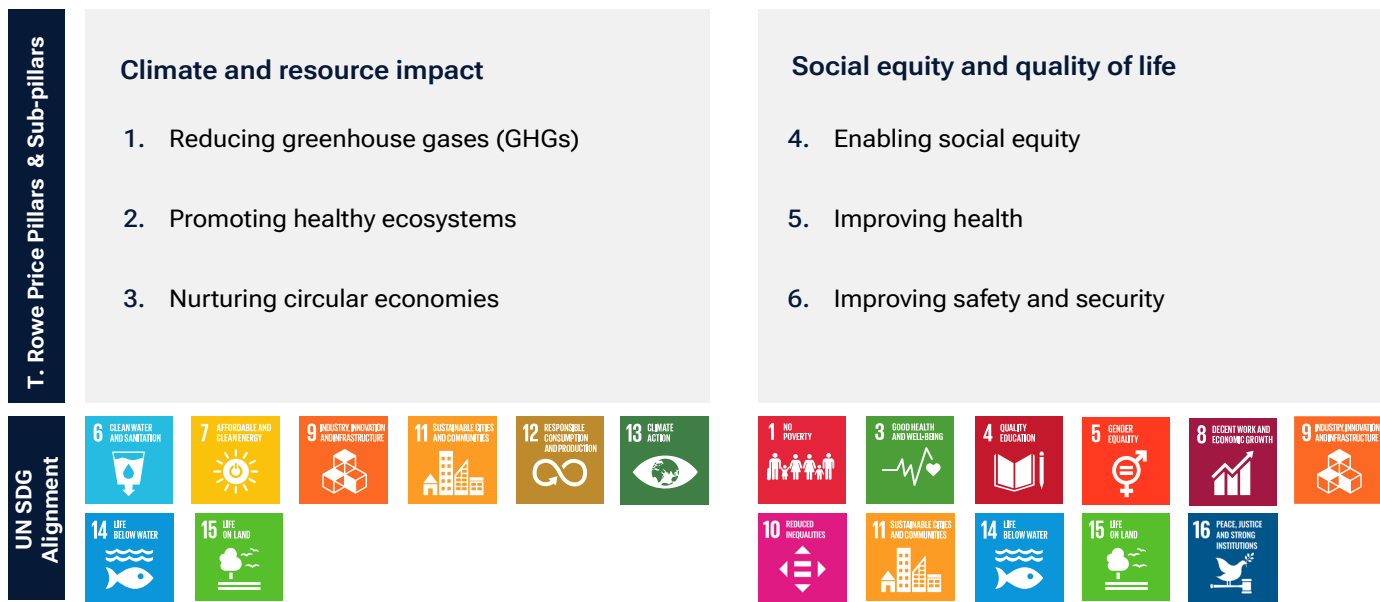 T. Rowe Price Pillars & Sub-pillars
Climate and resource impact
1. Reducing greenhouse gases (GHGs)
2. Promoting healthy ecosystems
3. Nurturing circular economies
Social equity and quality of life
4. Enabling social equity
5. Improving health
6. Improving safety and security
UN SDG
Alignment
6 CLEAN WATER
AND SANITATION
7 AFFORDABLE AND
CLEAN ENERGY
9 INDUSTRY, INNOVATION
AND INFRASTRUCTURE
11 SUSTAINABLE CITIES
AND COMMUNITIES
12 RESPONSIBLE
CONSUMPTION
AND PRODUCTION
13 CLIMATE
ACTION
14 LIFE
BELOW WATER
15 LIFE
ON LAND
1 NO
POVERTY
3 GOOD HEALTH
AND WELL-BEING
4 QUALITY
EDUCATION
5 GENDER
EQUALITY
8 DECENT WORK AND
ECONOMIC GROWTH
9 INDUSTRY, INNOVATION
AND INFRASTRUCTURE
10 REDUCED
INEQUALITIES
11 SUSTAINABLE CITIES
AND COMMUNITIES
14 LIFE
BELOW WATER
15 LIFE
ON LAND
16 PEACE, JUSTICE
AND STRONG
INSTITUTIONS